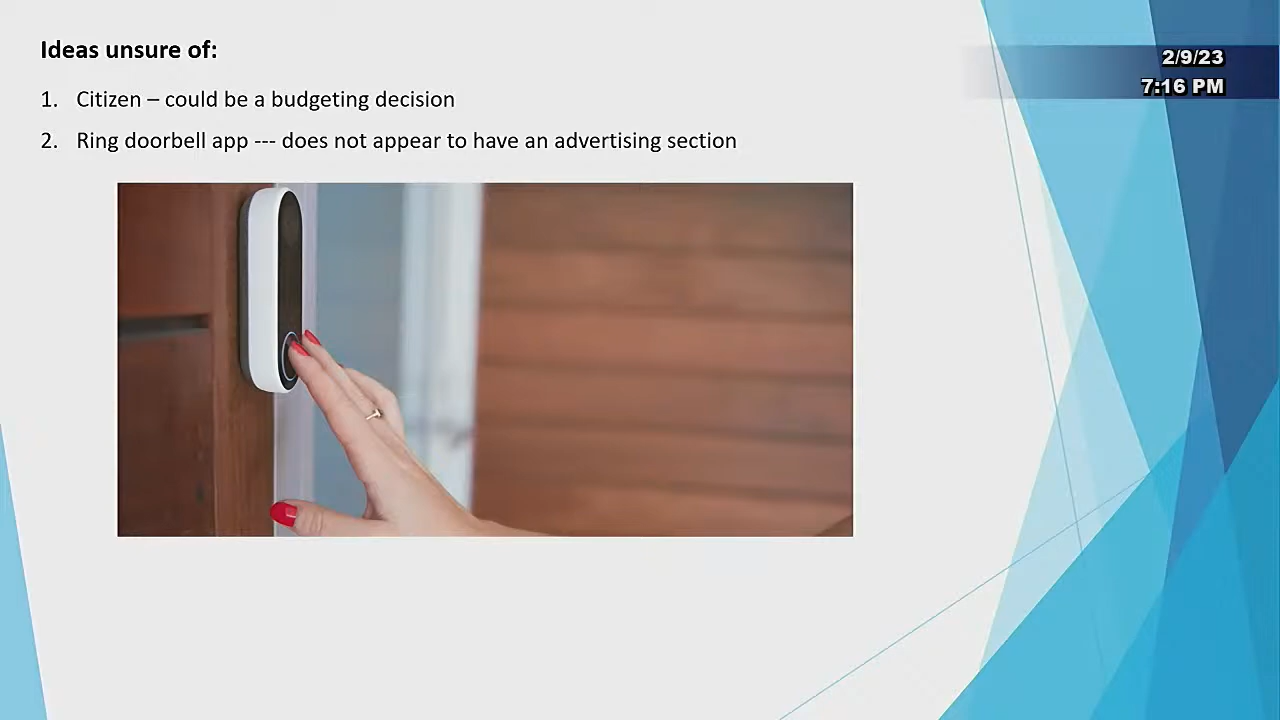 Ideas unsure of:
1. Citizen – could be a budgeting decision
2. Ring doorbell app --- does not appear to have an advertising section
2/9/23
7:16 PM